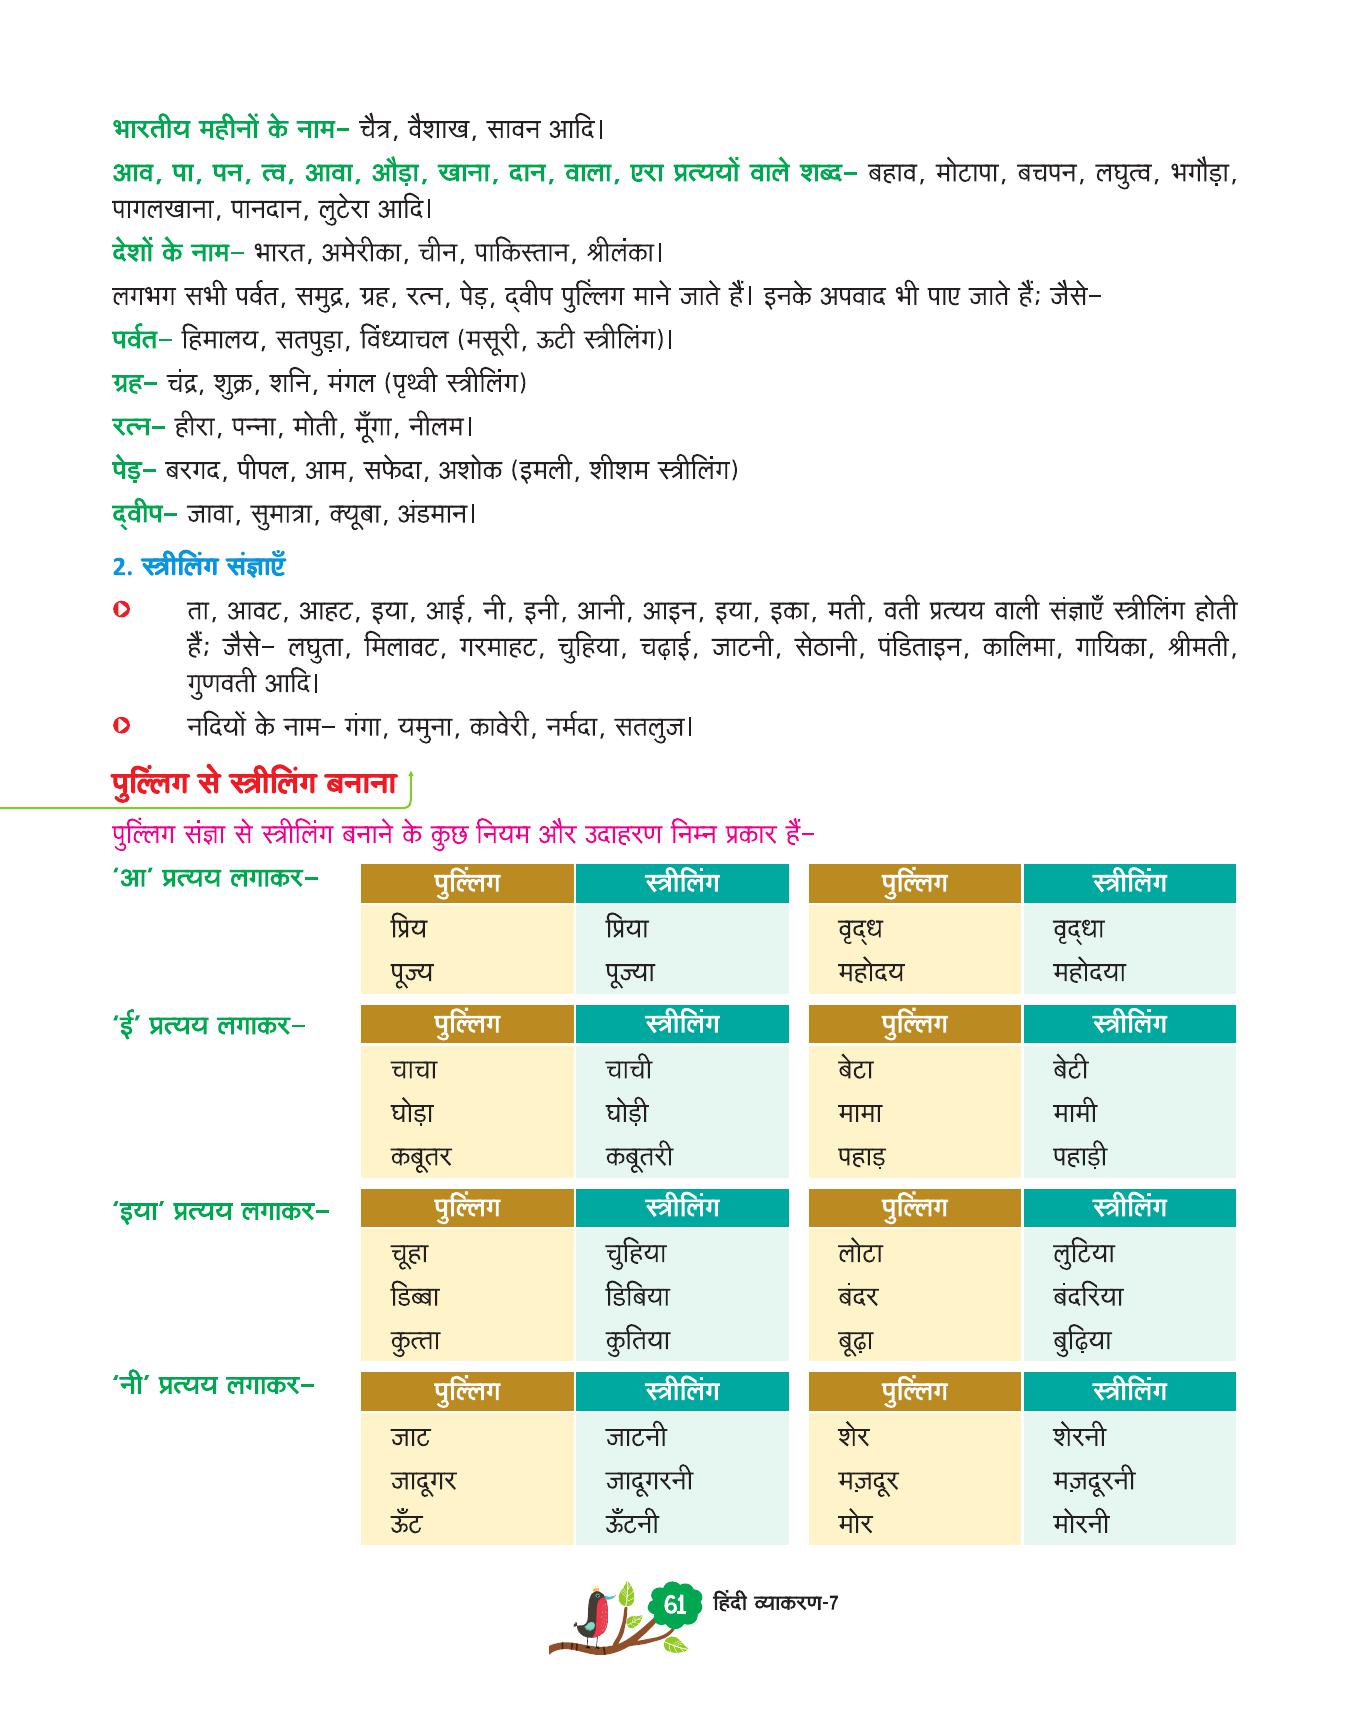 भारतीय महीनों के नाम– चैत्र, वैशाख, सावन आदि।
आव, पा, पन, त्व, आवा, औड़ा, खाना, दान, वाला, एरा प्रत्ययों वाले शब्द– बहाव, मोटापा, बचपन, लघुत्व, भगौड़ा,
पागलखाना, पानदान, लुटेरा आदि।
देशों के नाम– भारत, अमेरीका, चीन, पाकिस्तान, श्रीलंका।
लगभग सभी पर्वत, समुद्र, ग्रह, रत्न, पेड़, द्‌वीप पुल्लिंग माने जाते हैं। इनके अपवाद भी पाए जाते हैं; जैसे–
पर्वत– हिमालय, सतपुड़ा, विंध्याचल (मसूरी, ऊटी स्त्रीलिंग)।
ग्रह– चंद्र, शुक्र, शनि, मंगल (पृथ्वी स्त्रीलिंग)
रत्न– हीरा, पन्ना, मोती, मूँगा, नीलम।
पेड़– बरगद, पीपल, आम, सफेदा, अशोक (इमली, शीशम स्त्रीलिंग)
द्‌वीप– जावा, सुमात्रा, क्यूबा, अंडमान।
2. स्त्रीलिंग संज्ञाएँ
ता, आवट, आहट, इया, आई, नी, इनी, आनी, आइन, इया, इका, मती, वती प्रत्यय वाली संज्ञाएँ स्त्रीलिंग होती
हैं; जैसे– लघुता, मिलावट, गरमाहट, चुहिया, चढ़ाई, जाटनी, सेठानी, पंडिताइन, कालिमा, गायिका, श्रीमती,
गुणवती आदि।
नदियों के नाम– गंगा, यमुना, कावेरी, नर्मदा, सतलुज।
पुल्लिंग से स्त्रीलिंग बनाना
पुल्लिंग संज्ञा से स्त्रीलिंग बनाने के कुछ नियम और उदाहरण निम्न प्रकार हैं–
‘आ’ प्रत्यय लगाकर– पुल्लिंग स्त्रीलिंग पुल्लिंग स्त्रीलिंग
प्रिय प्रिया वृद्‌ध वृद्‌धा
पूज्य पूज्या महोदय महोदया
‘ई’ प्रत्यय लगाकर– पुल्लिंग स्त्रीलिंग पुल्लिंग स्त्रीलिंग
चाचा चाची बेटा बेटी
घोड़ा घोड़ी मामा मामी
कबूतर कबूतरी पहाड़ पहाड़ी
‘इया’ प्रत्यय लगाकर– पुल्लिंग स्त्रीलिंग पुल्लिंग स्त्रीलिंग
चूहा चुहिया लोटा लुटिया
डिब्बा डिबिया बंदर बंदरिया
कुत्ता कुतिया बूढ़ा बुढ़िया
‘नी’ प्रत्यय लगाकर– पुल्लिंग स्त्रीलिंग पुल्लिंग स्त्रीलिंग
जाट जाटनी शेर शेरनी
जादूगर जादूगरनी मज़दूर मज़दूरनी
ऊँट ऊँटनी मोर मोरनी
61 हिंदी व्याकरण-7